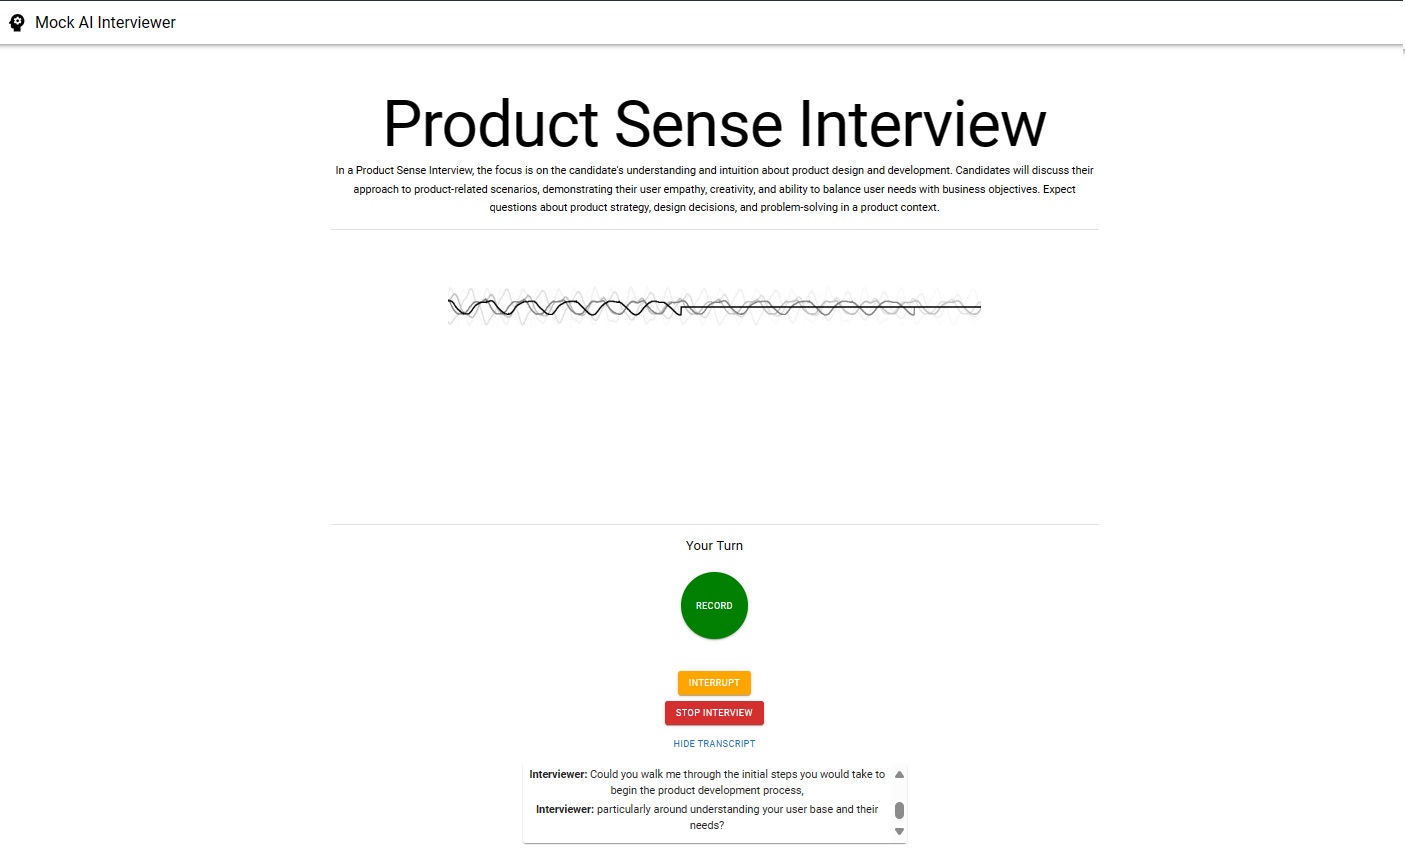 Mock AI Interviewer
Product Sense Interview
In a Product Sense Interview, the focus is on the candidate's understanding and intuition about product design and development. Candidates will discuss their
approach to product-related scenarios, demonstrating their user empathy, creativity, and ability to balance user needs with business objectives. Expect
questions about product strategy, design decisions, and problem-solving in a product context.
Your Turn
RECORD
INTERRUPT
STOP INTERVIEW
HIDE TRANSCRIPT
Interviewer: Could you walk me through the initial steps you would take to
begin the product development process,
Interviewer: particularly around understanding your user base and their
needs?